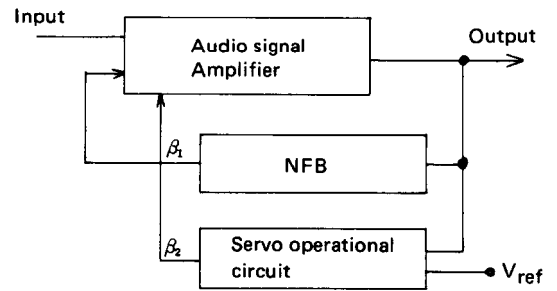 Input
Audio signal
Amplifier
Output
β₁
NFB
β₂
Servo operational
circuit
Vref